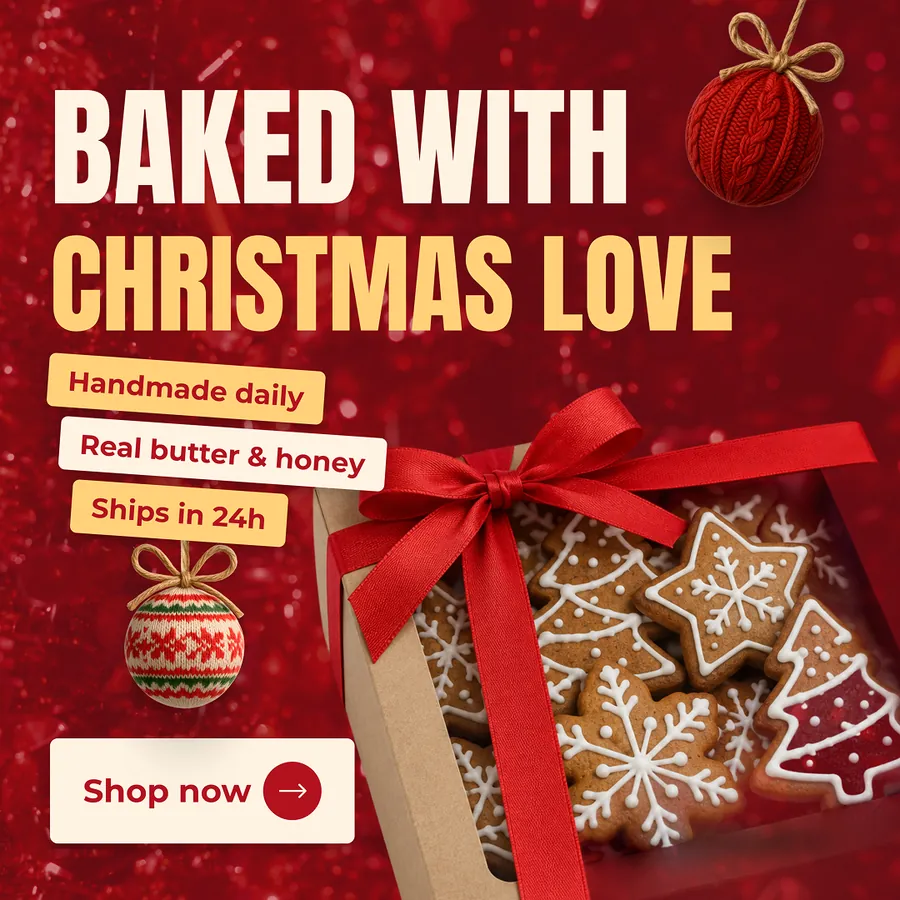 BAKED WITH
CHRISTMAS LOVE
Handmade daily
Real butter & honey
Ships in 24h
Shop now